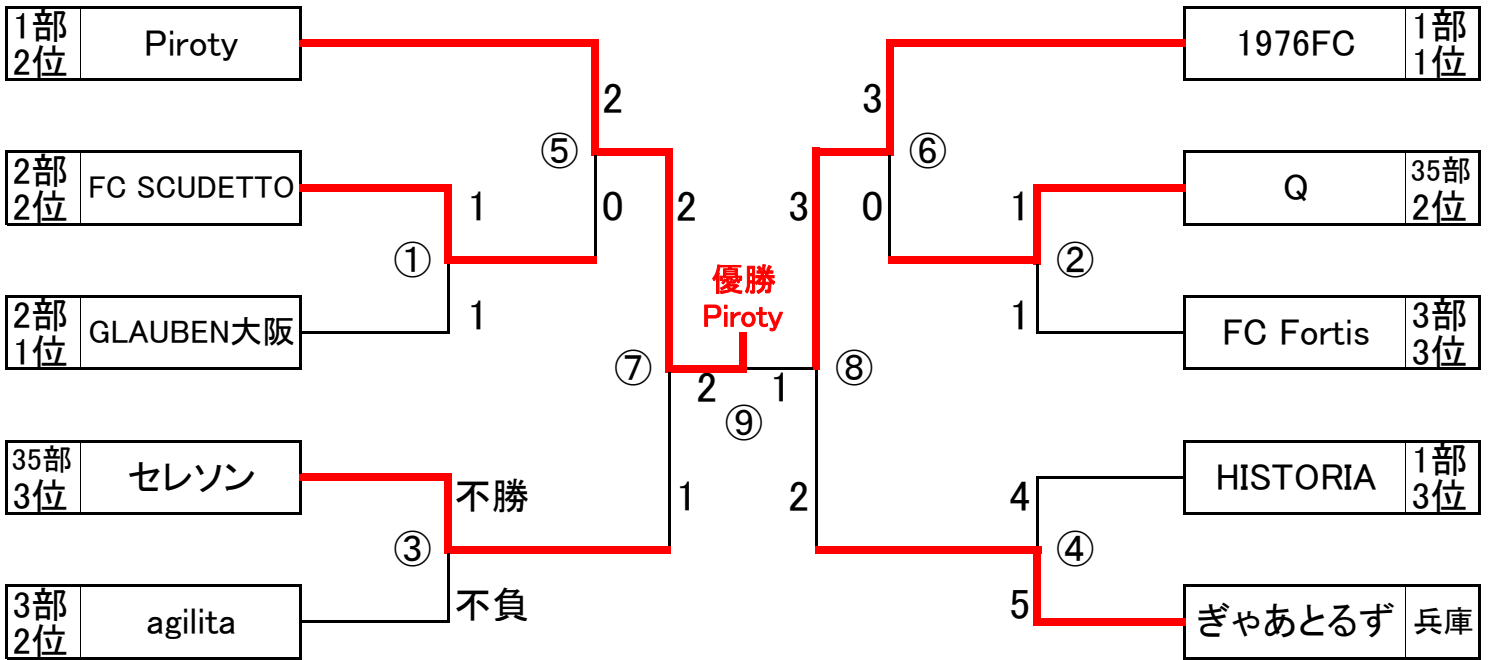 1部
2位
Piroty
1976FC
1部
1位
2
3
⑤
⑥
2部
2位
FC SCUDETTO
Q
35部
2位
1
0
2
3
0
1
①
②
優勝
Piroty
2部
1位
GLAUBEN大阪
1
1
FC Fortis
3部
3位
⑦
⑧
2
1
⑨
35部
3位
セレソン
不勝
1
2
4
HISTORIA
1部
3位
③
④
3部
2位
agilita
不負
5
ぎゃあとるず
兵庫